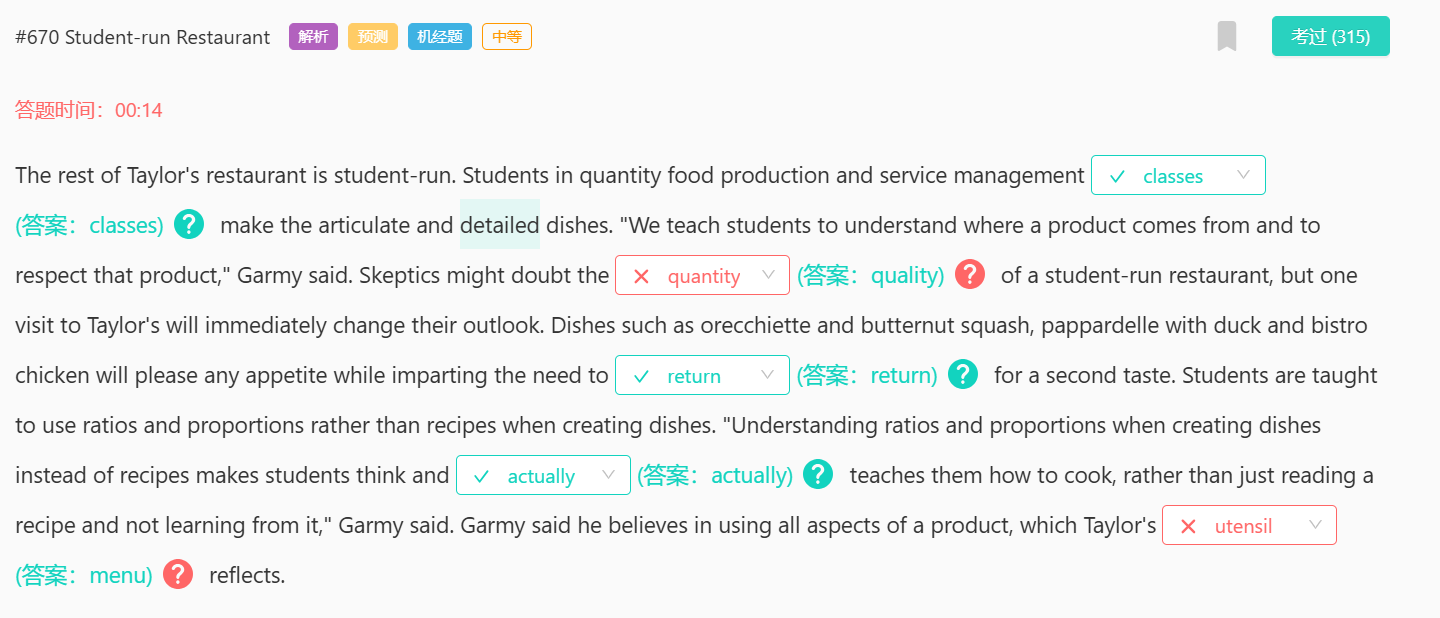 #670 Student-run Restaurant 解析 预测 机经题 中等 考过 (315)
答题时间：00:14
The rest of Taylor's restaurant is student-run. Students in quantity food production and service management classes
(答案：classes) ? make the articulate and detailed dishes. "We teach students to understand where a product comes from and to
respect that product," Garmy said. Skeptics might doubt the quantity (答案：quality) ? of a student-run restaurant, but one
visit to Taylor's will immediately change their outlook. Dishes such as orecchiette and butternut squash, pappardelle with duck and bistro
chicken will please any appetite while imparting the need to return (答案：return) ? for a second taste. Students are taught
to use ratios and proportions rather than recipes when creating dishes. "Understanding ratios and proportions when creating dishes
instead of recipes makes students think and actually (答案：actually) ? teaches them how to cook, rather than just reading a
recipe and not learning from it," Garmy said. Garmy said he believes in using all aspects of a product, which Taylor's utensil
(答案：menu) ? reflects.